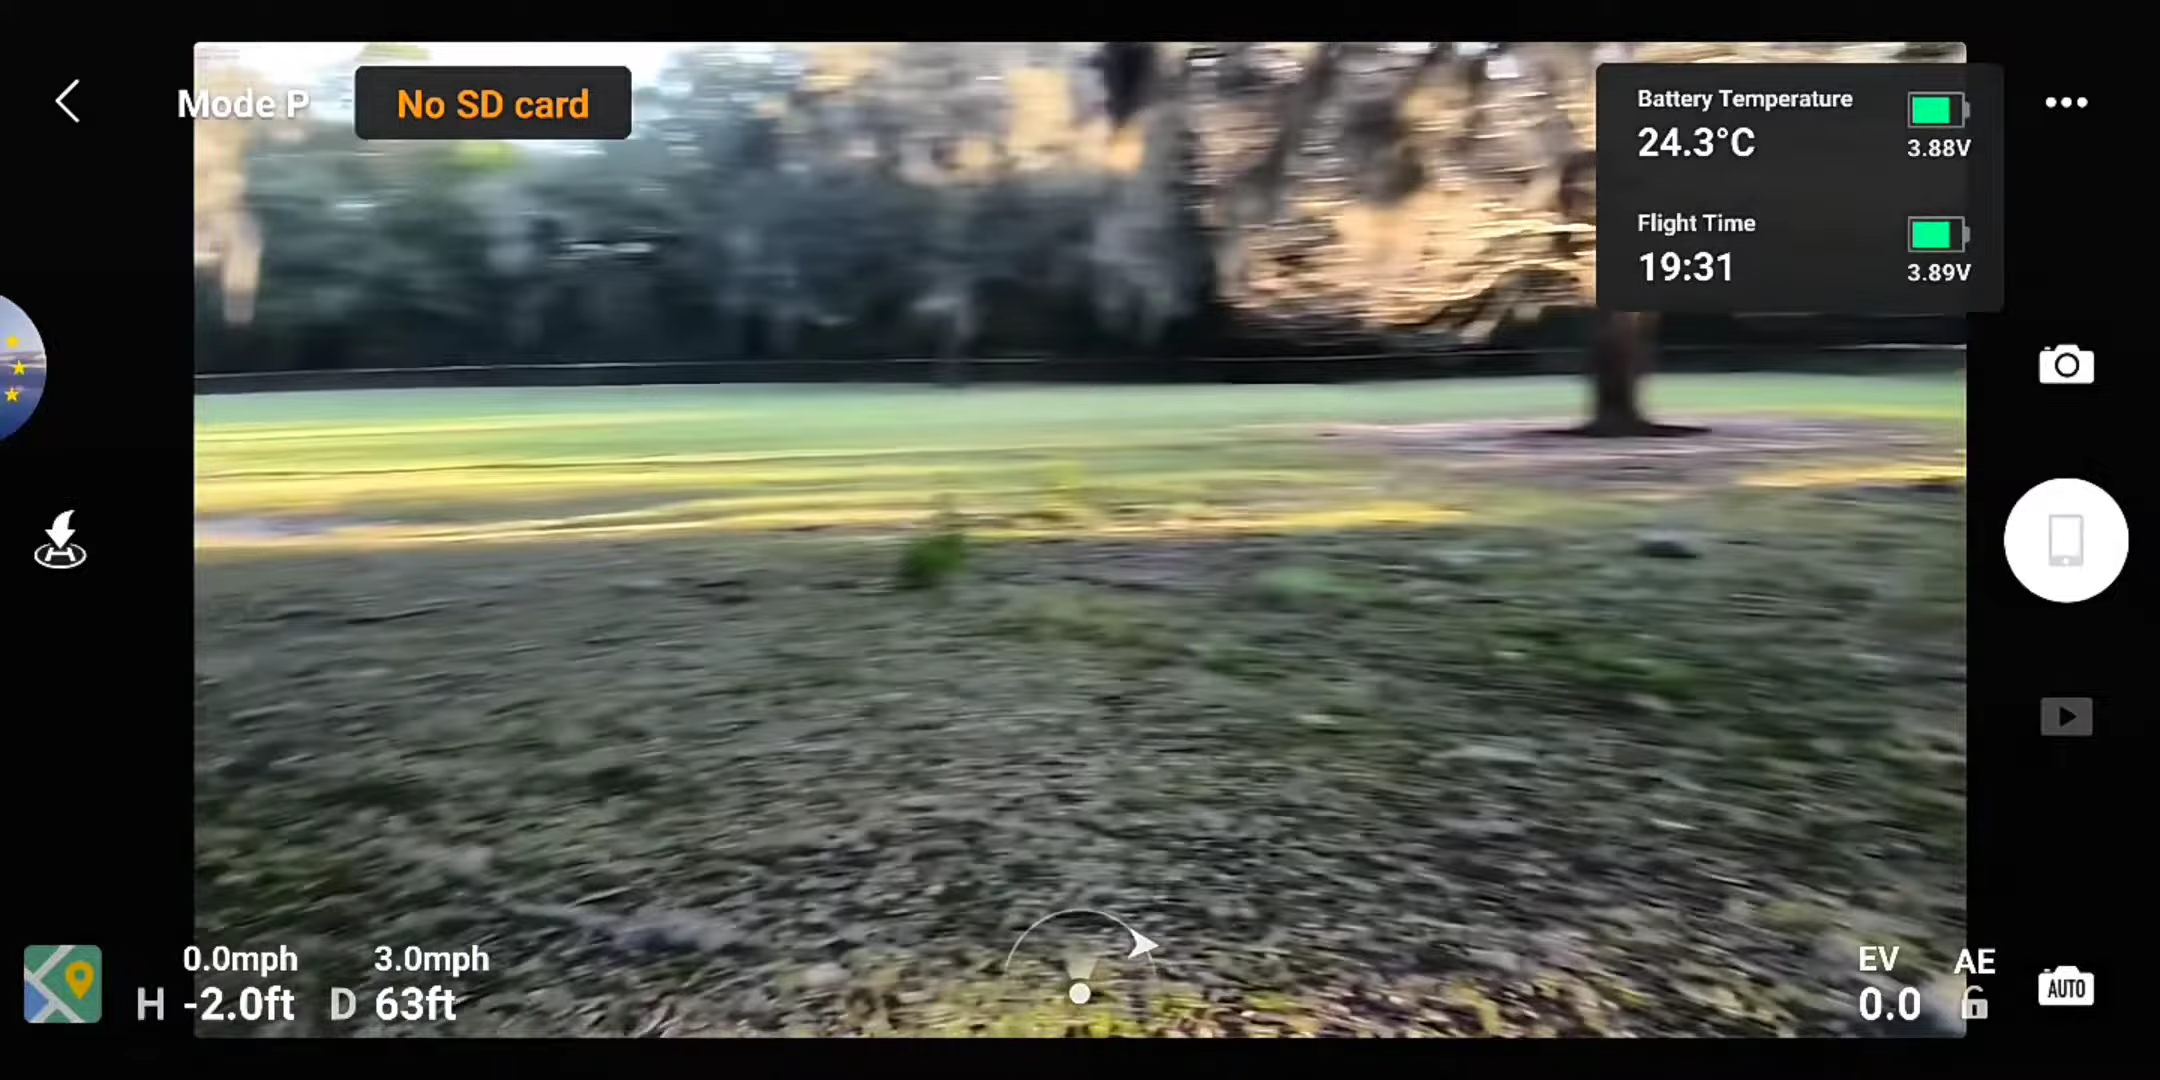 Mode P
No SD card
Battery Temperature
24.3°C
3.88V
Flight Time
19:31
3.89V
0.0mph
3.0mph
H -2.0ft
D 63ft
EV
0.0
AE
AUTO